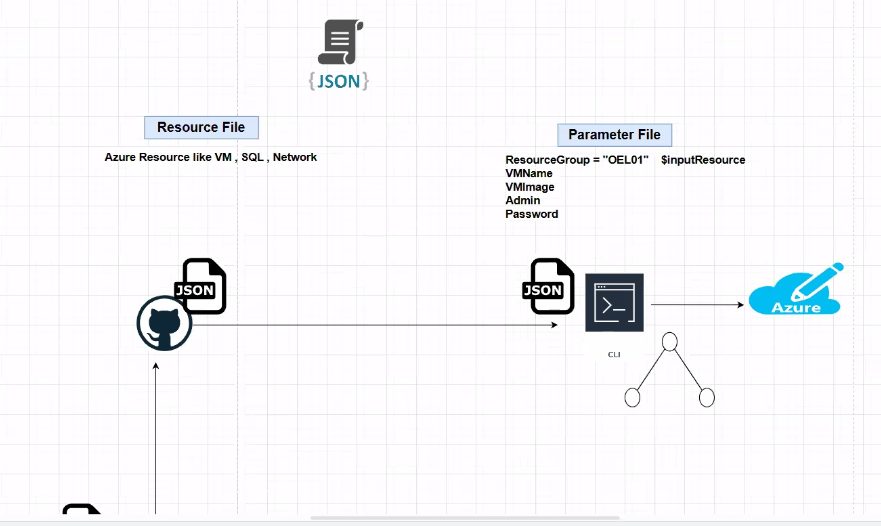 {JSON}
Resource File
Azure Resource like VM , SQL , Network
Parameter File
ResourceGroup = "OEL01" $inputResource
VMName
VMImage
Admin
Password
JSON
JSON
Azure
CLI